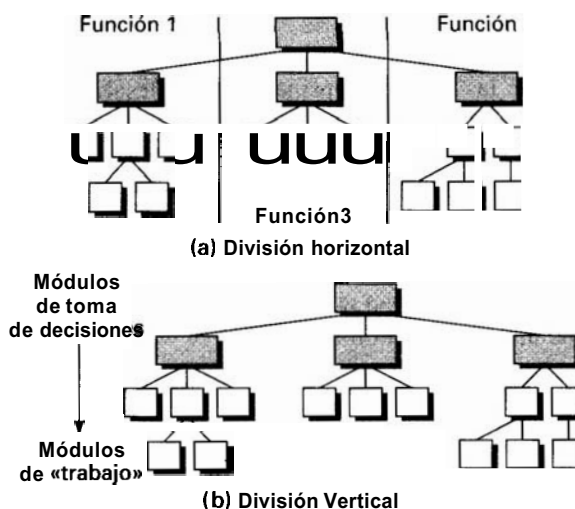 Función 1
Función
Función3
(a) División horizontal
Módulos
de toma
de decisiones
Módulos
de «trabajo»
(b) División Vertical